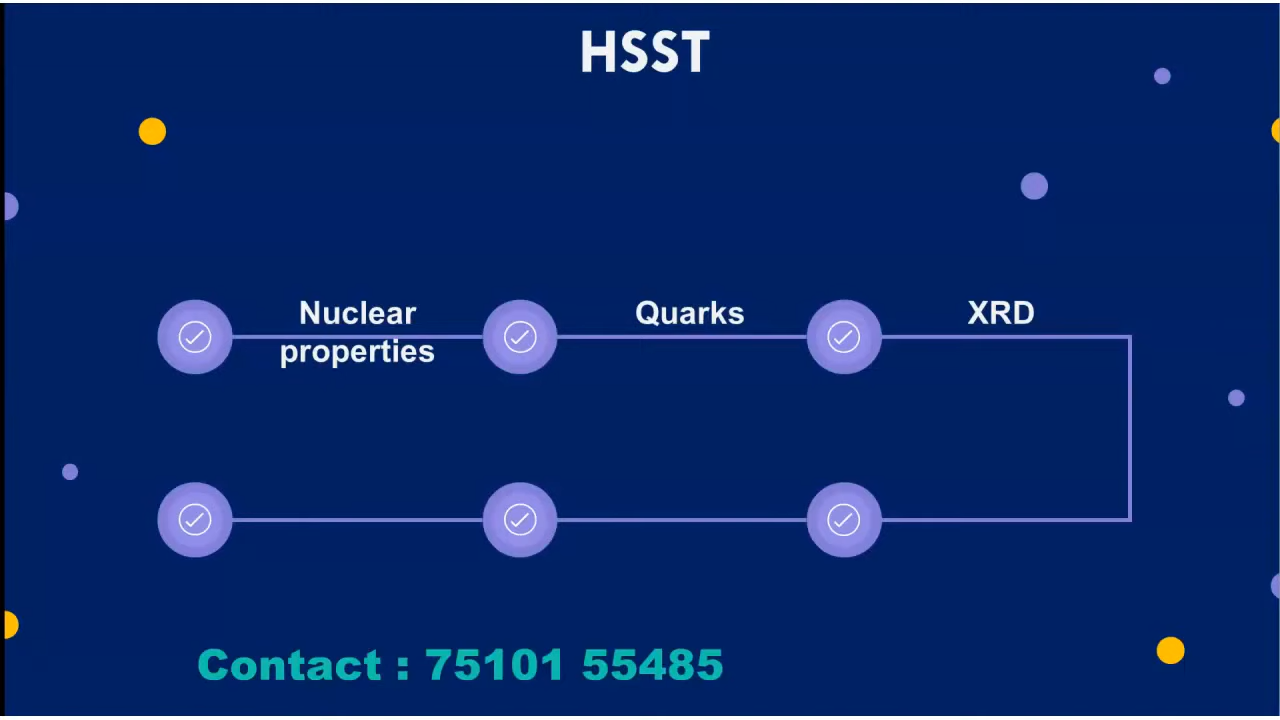 HSST
Nuclear
properties
Quarks
XRD
Contact : 75101 55485